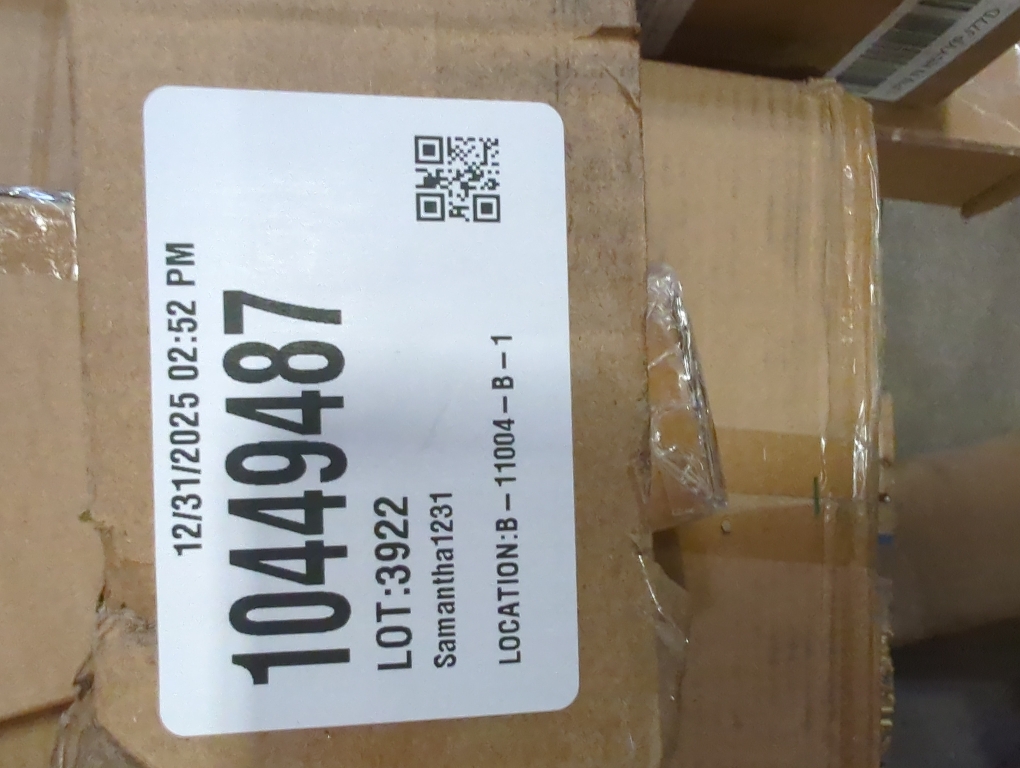 12/31/2025 02:52 PM
10449487
LOT:3922
Samantha1231
LOCATION:B-11004-B-1